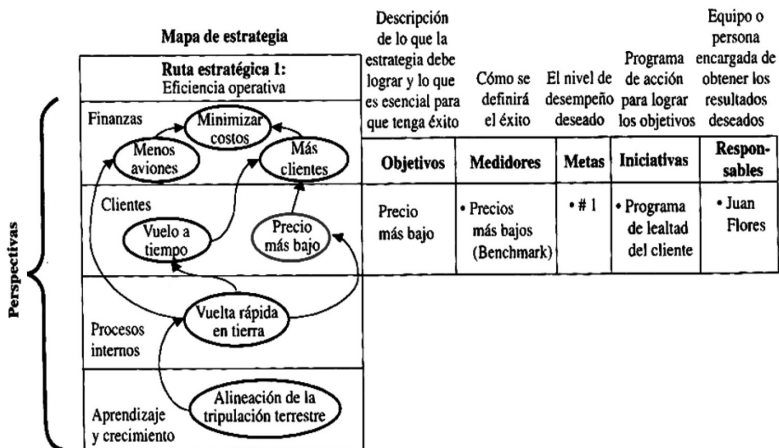 Mapa de estrategia
Descripción
de lo que la
estrategia debe
lograr y lo que
es esencial para
que tenga éxito
Cómo se
definirá
el éxito
El nivel de
desempeño
deseado
Programa
de acción
para lograr
los objetivos
Equipo o
persona
encargada de
obtener los
resultados
deseados
Ruta estratégica 1:
Eficiencia operativa
Objetivos
Medidores
Metas
Iniciativas
Respon-
sables
Perspectivas
Finanzas
Minimizar
costos
Menos
aviones
Más
clientes
Clientes
Vuelo a
tiempo
Precio
más bajo
Precio
más bajo
• Precios
más bajos
(Benchmark)
• # 1
• Programa
de lealtad
del cliente
• Juan
Flores
Procesos
internos
Vuelta rápida
en tierra
Aprendizaje
y crecimiento
Alineación de la
tripulación terrestre